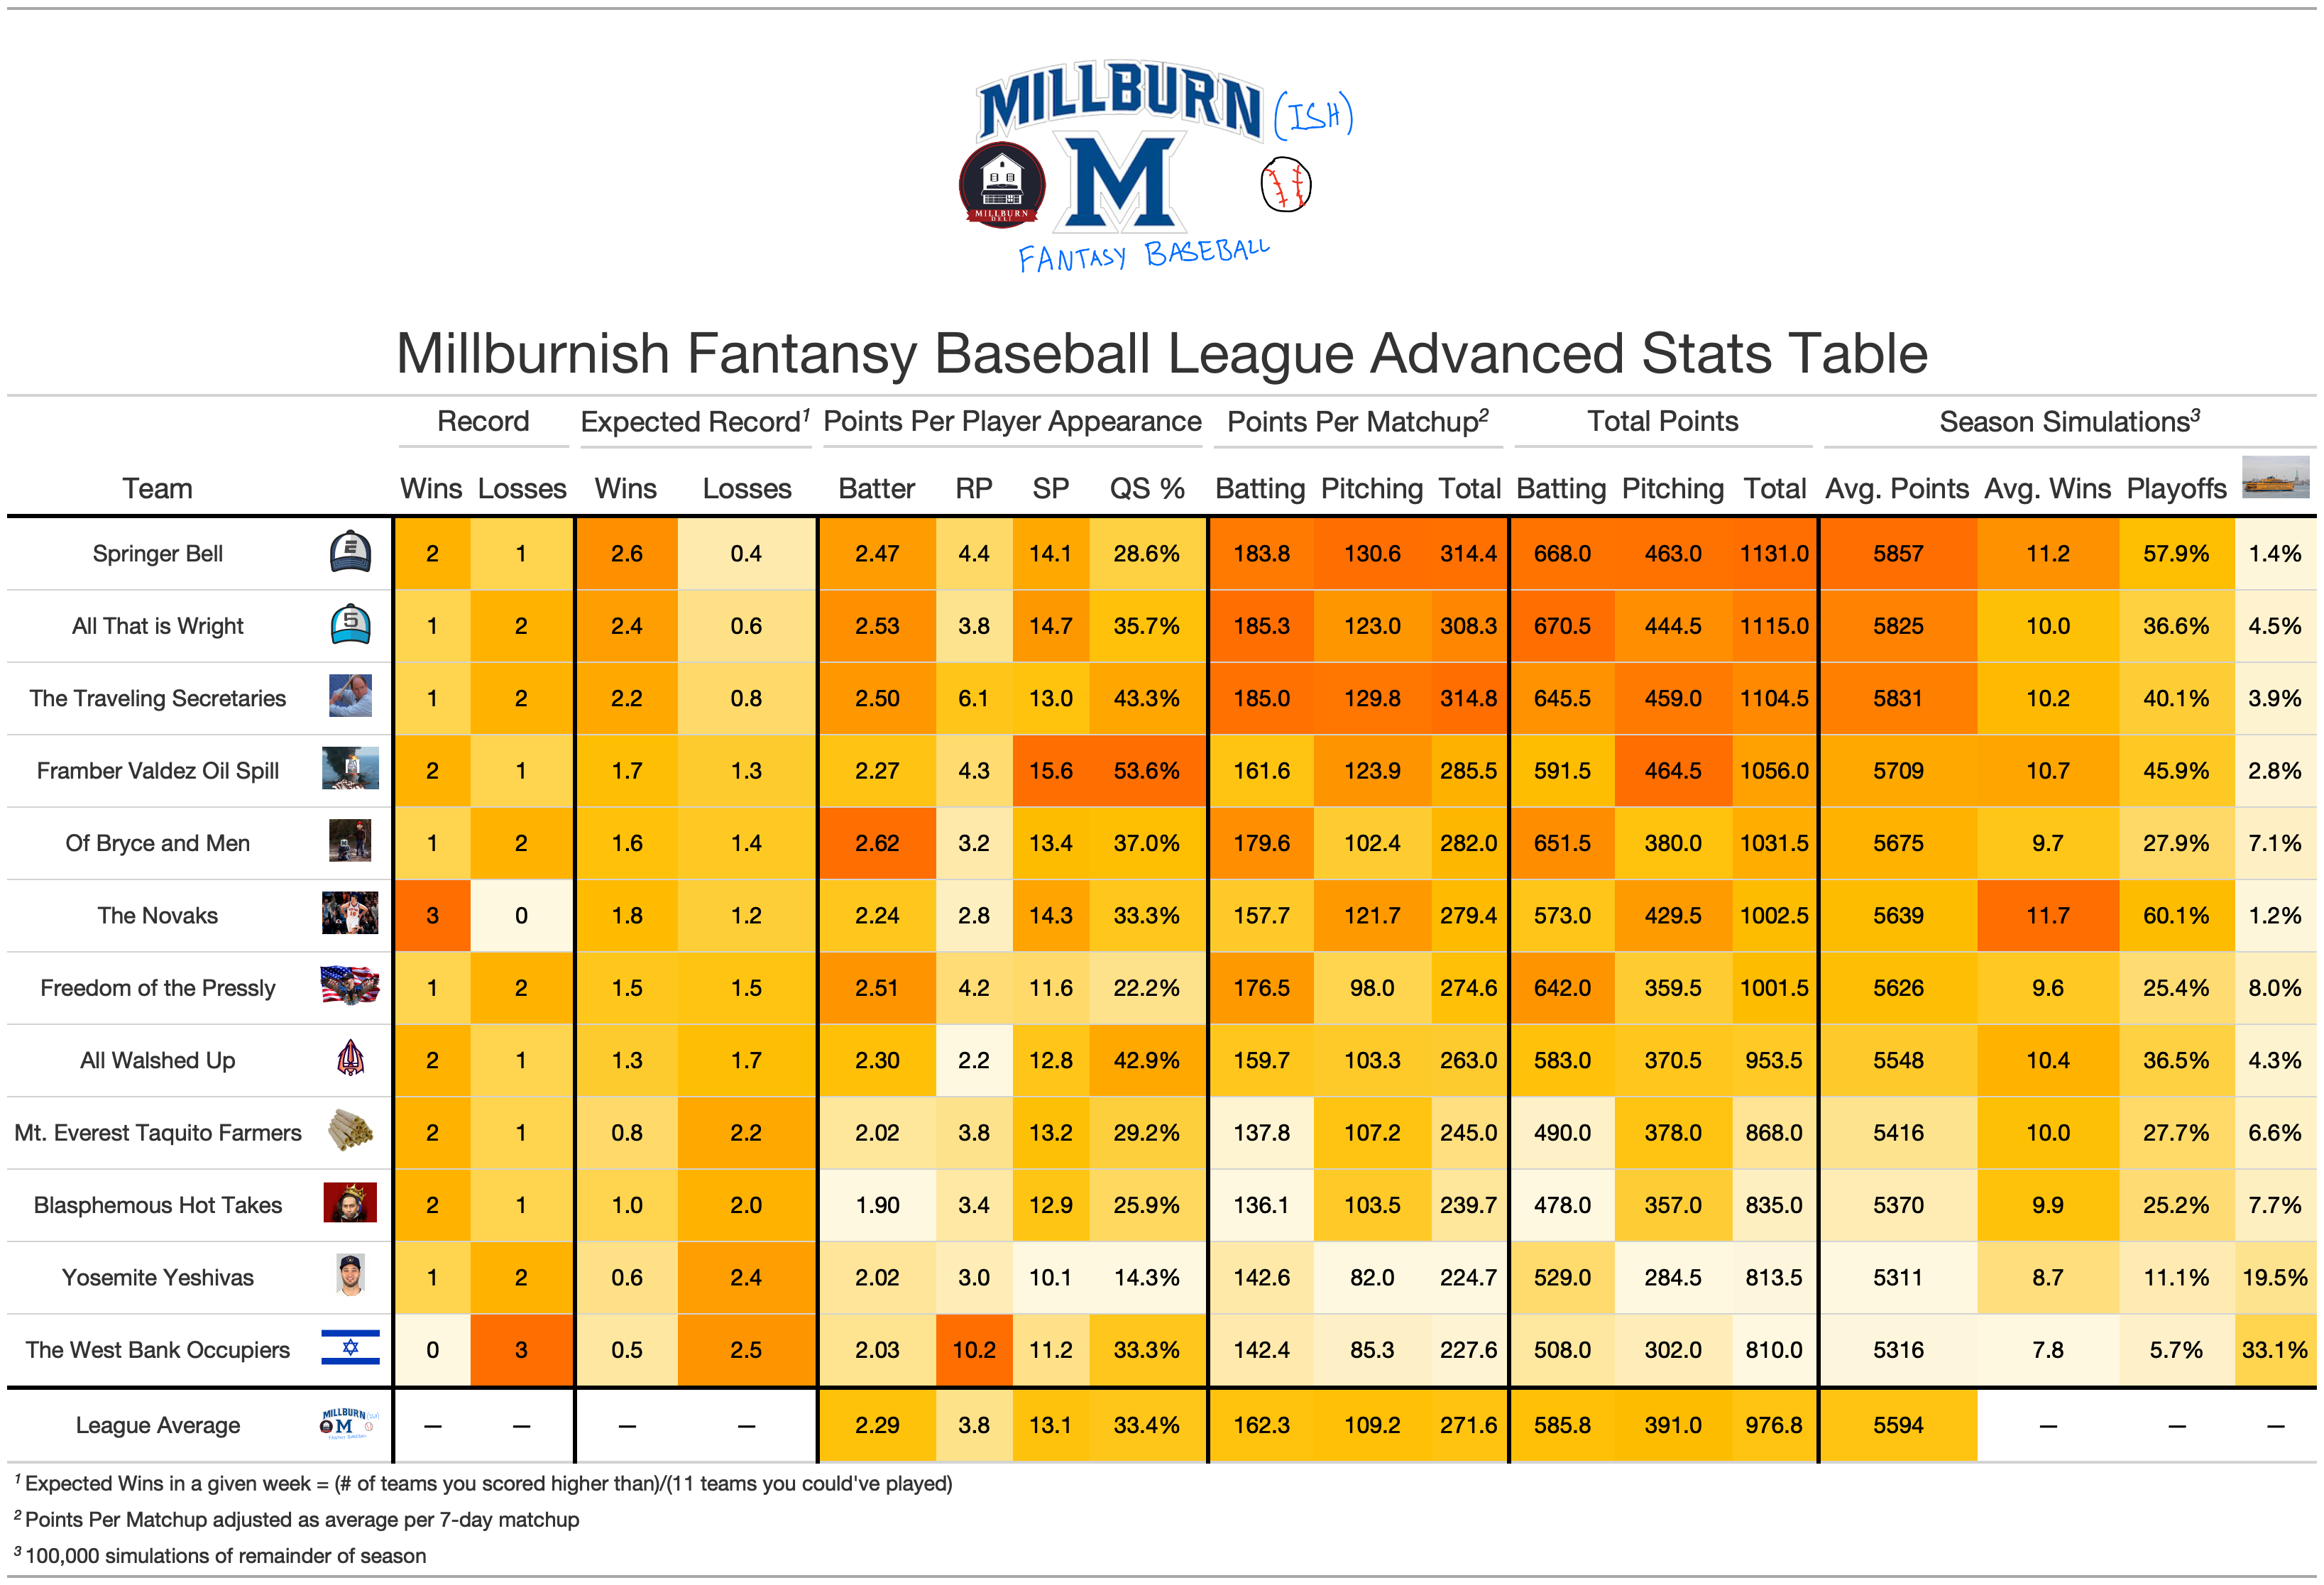 MILLBURN (ISH)
M
MILLBURN
DELI
FANTASY BASEBALL
Millburnish Fantansy Baseball League Advanced Stats Table
Record Expected Record¹ Points Per Player Appearance Points Per Matchup² Total Points Season Simulations³
Team Wins Losses Wins Losses Batter RP SP QS % Batting Pitching Total Batting Pitching Total Avg. Points Avg. Wins Playoffs
Springer Bell 2 1 2.6 0.4 2.47 4.4 14.1 28.6% 183.8 130.6 314.4 668.0 463.0 1131.0 5857 11.2 57.9% 1.4%
All That is Wright 5 1 2 2.4 0.6 2.53 3.8 14.7 35.7% 185.3 123.0 308.3 670.5 444.5 1115.0 5825 10.0 36.6% 4.5%
The Traveling Secretaries 1 2 2.2 0.8 2.50 6.1 13.0 43.3% 185.0 129.8 314.8 645.5 459.0 1104.5 5831 10.2 40.1% 3.9%
Framber Valdez Oil Spill 2 1 1.7 1.3 2.27 4.3 15.6 53.6% 161.6 123.9 285.5 591.5 464.5 1056.0 5709 10.7 45.9% 2.8%
Of Bryce and Men 1 2 1.6 1.4 2.62 3.2 13.4 37.0% 179.6 102.4 282.0 651.5 380.0 1031.5 5675 9.7 27.9% 7.1%
The Novaks 3 0 1.8 1.2 2.24 2.8 14.3 33.3% 157.7 121.7 279.4 573.0 429.5 1002.5 5639 11.7 60.1% 1.2%
Freedom of the Pressly 1 2 1.5 1.5 2.51 4.2 11.6 22.2% 176.5 98.0 274.6 642.0 359.5 1001.5 5626 9.6 25.4% 8.0%
All Walshed Up 2 1 1.3 1.7 2.30 2.2 12.8 42.9% 159.7 103.3 263.0 583.0 370.5 953.5 5548 10.4 36.5% 4.3%
Mt. Everest Taquito Farmers 2 1 0.8 2.2 2.02 3.8 13.2 29.2% 137.8 107.2 245.0 490.0 378.0 868.0 5416 10.0 27.7% 6.6%
Blasphemous Hot Takes 2 1 1.0 2.0 1.90 3.4 12.9 25.9% 136.1 103.5 239.7 478.0 357.0 835.0 5370 9.9 25.2% 7.7%
Yosemite Yeshivas 1 2 0.6 2.4 2.02 3.0 10.1 14.3% 142.6 82.0 224.7 529.0 284.5 813.5 5311 8.7 11.1% 19.5%
The West Bank Occupiers 0 3 0.5 2.5 2.03 10.2 11.2 33.3% 142.4 85.3 227.6 508.0 302.0 810.0 5316 7.8 5.7% 33.1%
League Average MILLBURN M — — — — 2.29 3.8 13.1 33.4% 162.3 109.2 271.6 585.8 391.0 976.8 5594 — — —
¹ Expected Wins in a given week = (# of teams you scored higher than)/(11 teams you could've played)
² Points Per Matchup adjusted as average per 7-day matchup
³ 100,000 simulations of remainder of season